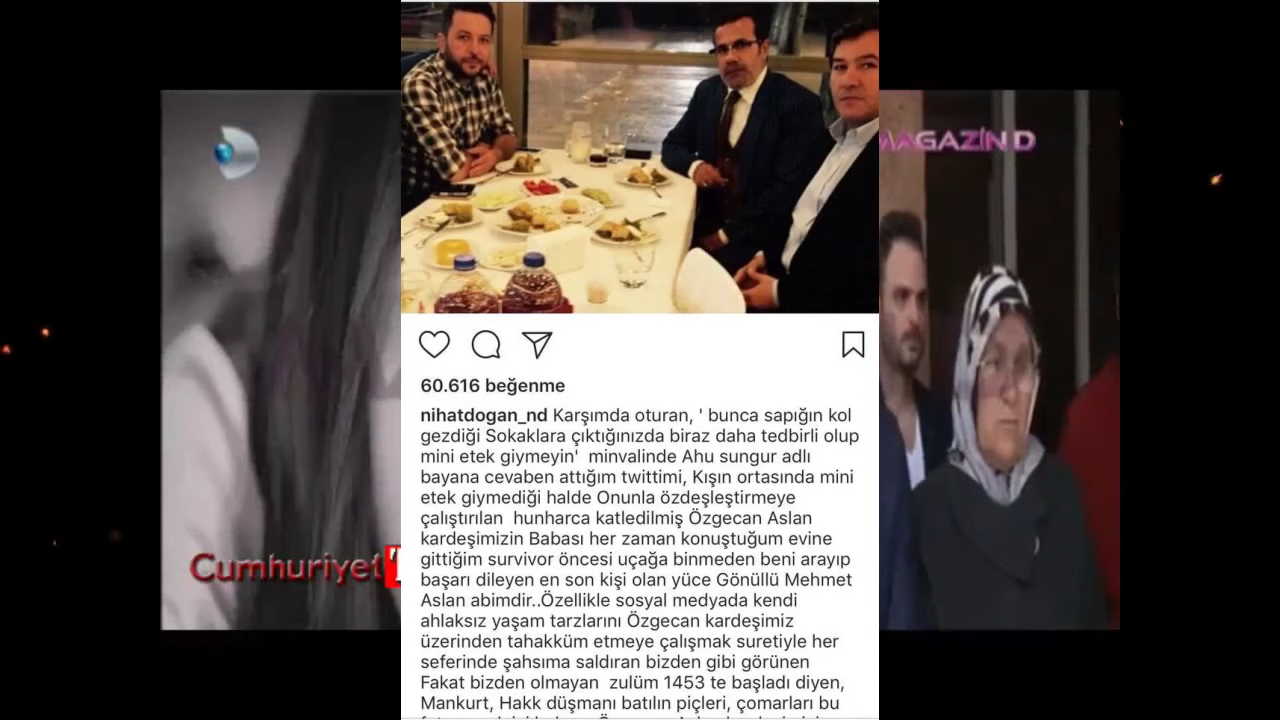 MAGAZİN D
60.616 beğenme
nihatdogan_nd Karşımda oturan, ' bunca sapığın kol
gezdiği Sokaklara çıktığınızda biraz daha tedbirli olup
mini etek giymeyin'  minvalinde Ahu sungur adlı
bayana cevaben attığım twittimi, Kışın ortasında mini
etek giymediği halde Onunla özdeşleştirmeye
çalıştırılan  hunharca katledilmiş Özgecan Aslan
kardeşimizin Babası her zaman konuştuğum evine
gittiğim survivor öncesi uçağa binmeden beni arayıp
başarı dileyen en son kişi olan yüce Gönüllü Mehmet
Aslan abimdir..Özellikle sosyal medyada kendi
ahlaksız yaşam tarzlarını Özgecan kardeşimiz
üzerinden tahakküm etmeye çalışmak suretiyle her
seferinde şahsıma saldıran bizden gibi görünen
Fakat bizden olmayan  zulüm 1453 te başladı diyen,
Mankurt, Hakk düşmanı batılın piçleri, çomarları bu
Cumhuriyet